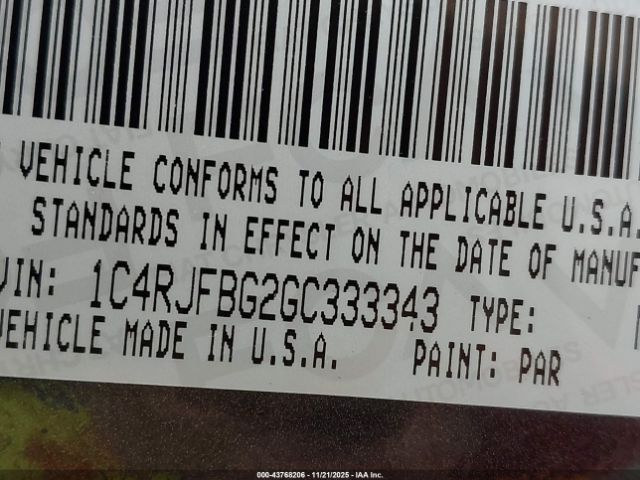 VEHICLE CONFORMS TO ALL APPLICABLE U.S.A.
STANDARDS IN EFFECT ON THE DATE OF MANUF
VIN: 1C4RJFBG2GC333343 TYPE:
VEHICLE MADE IN U.S.A. PAINT: PAR
000-43768206 - 11/21/2025 - IAA Inc.